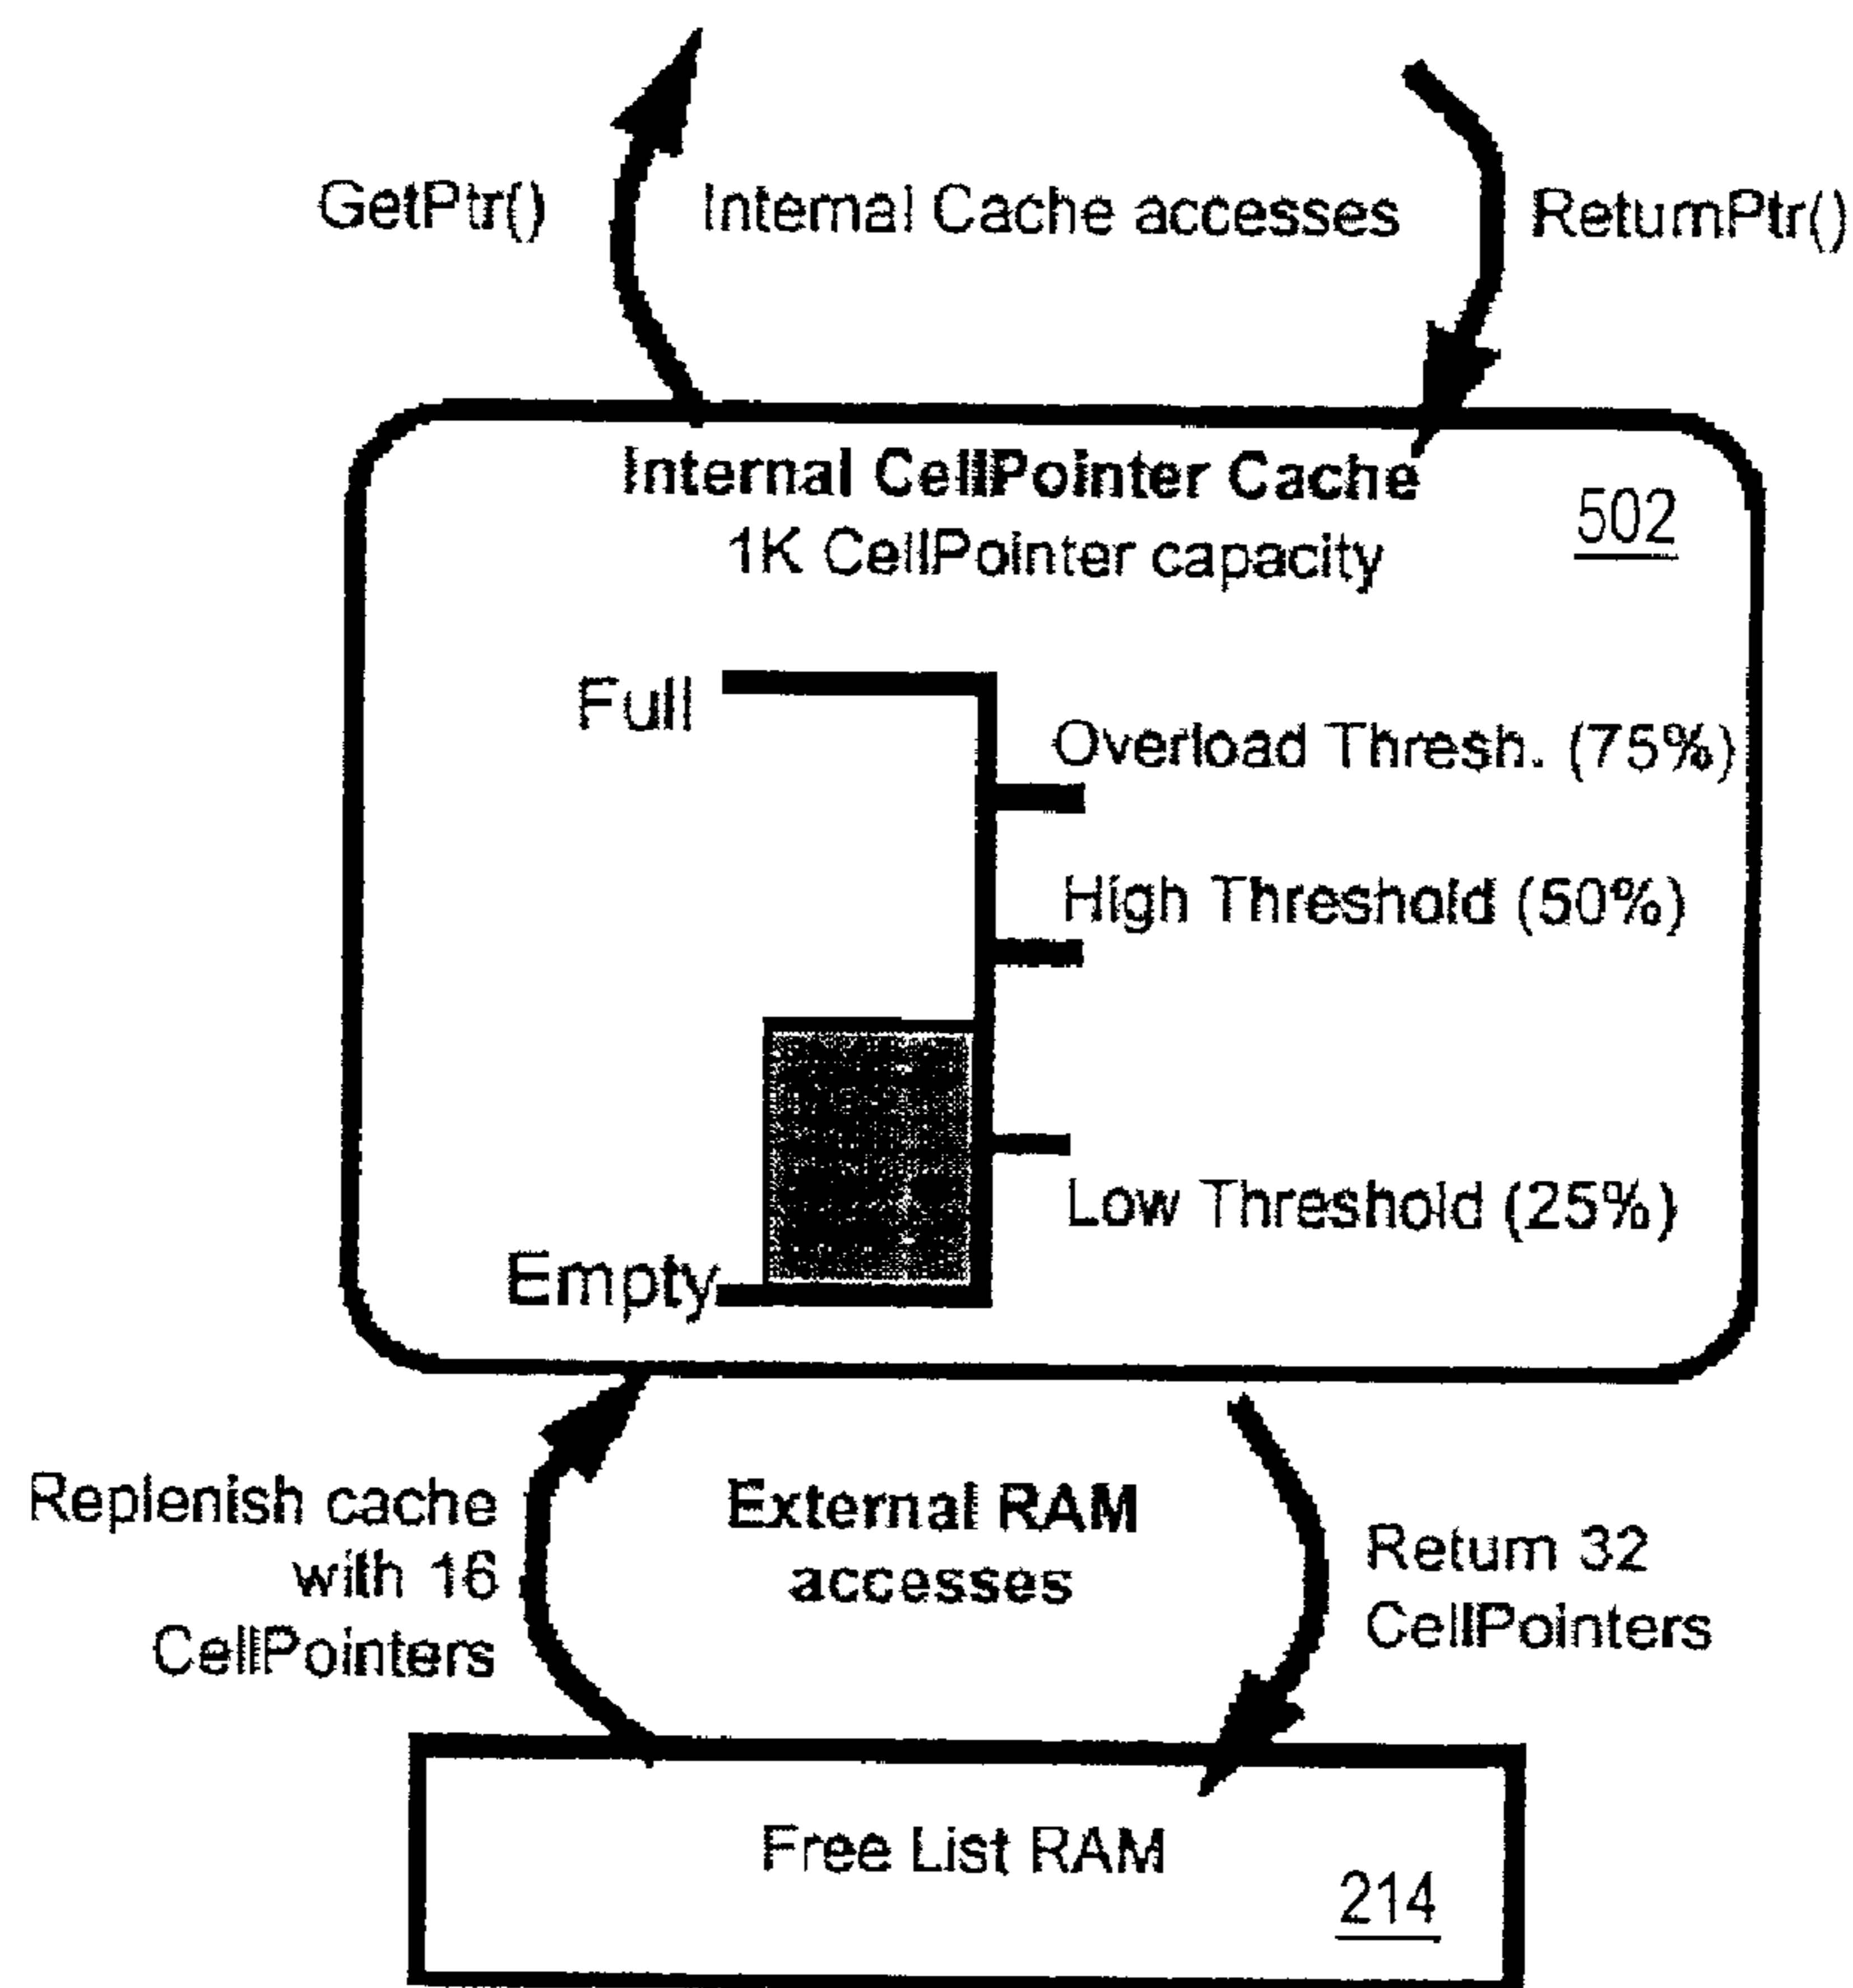 GetPtr()
Internal Cache accesses
ReturnPtr()
Internal CellPointer Cache
1K CellPointer capacity
502
Full
Overload Thresh. (75%)
High Threshold (50%)
Low Threshold (25%)
Empty
Replenish cache
with 16
CellPointers
External RAM
accesses
Return 32
CellPointers
Free List RAM
214